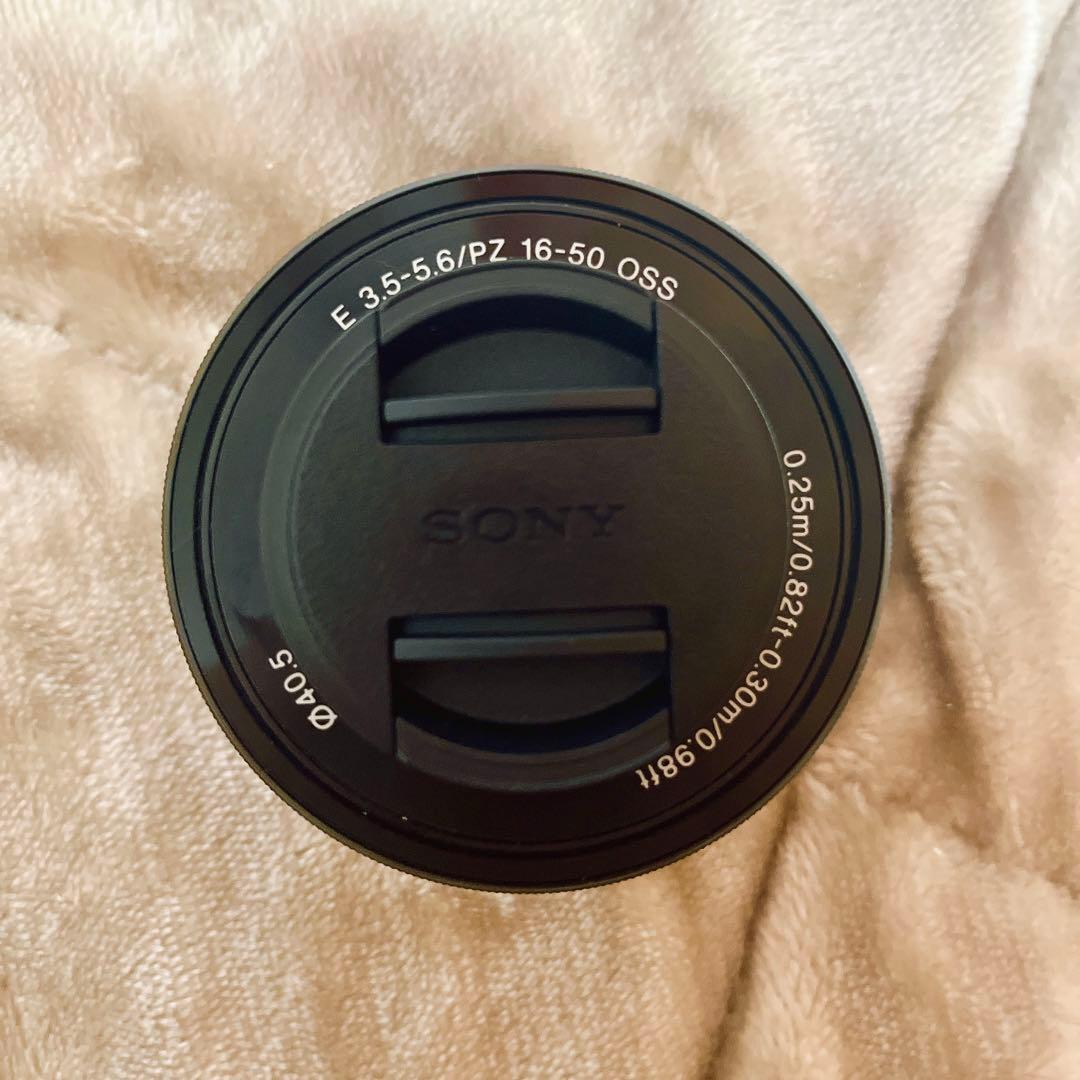 E 3.5-5.6/PZ 16-50 OSS
SONY
0.25m/0.82ft-0.30m/0.98ft
Ø40.5